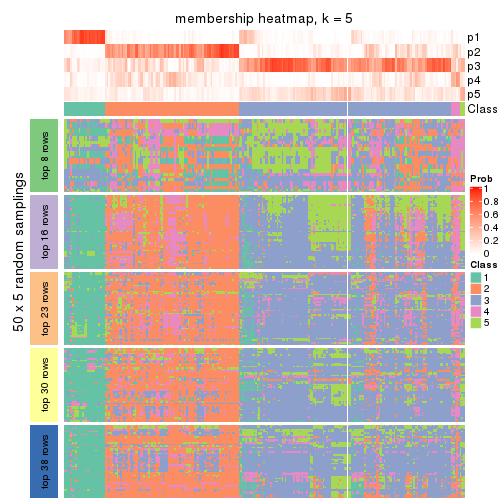 membership heatmap, k = 5
p1
p2
p3
p4
p5
Class
50 x 5 random samplings
top 8 rows
top 16 rows
top 23 rows
top 30 rows
top 38 rows
Prob
1
0.8
0.6
0.4
0.2
0
Class
1
2
3
4
5